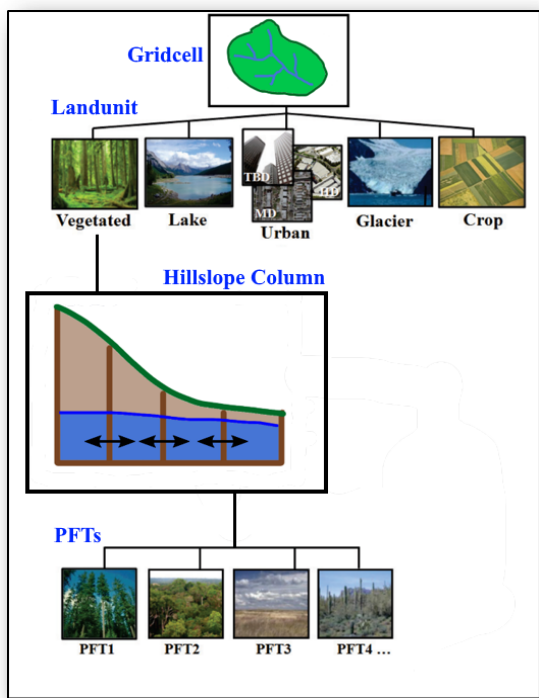 Gridcell
Landunit
TBD
HD
MD
Vegetated
Lake
Urban
Glacier
Crop
Hillslope Column
PFTs
PFT1
PFT2
PFT3
PFT4 ...